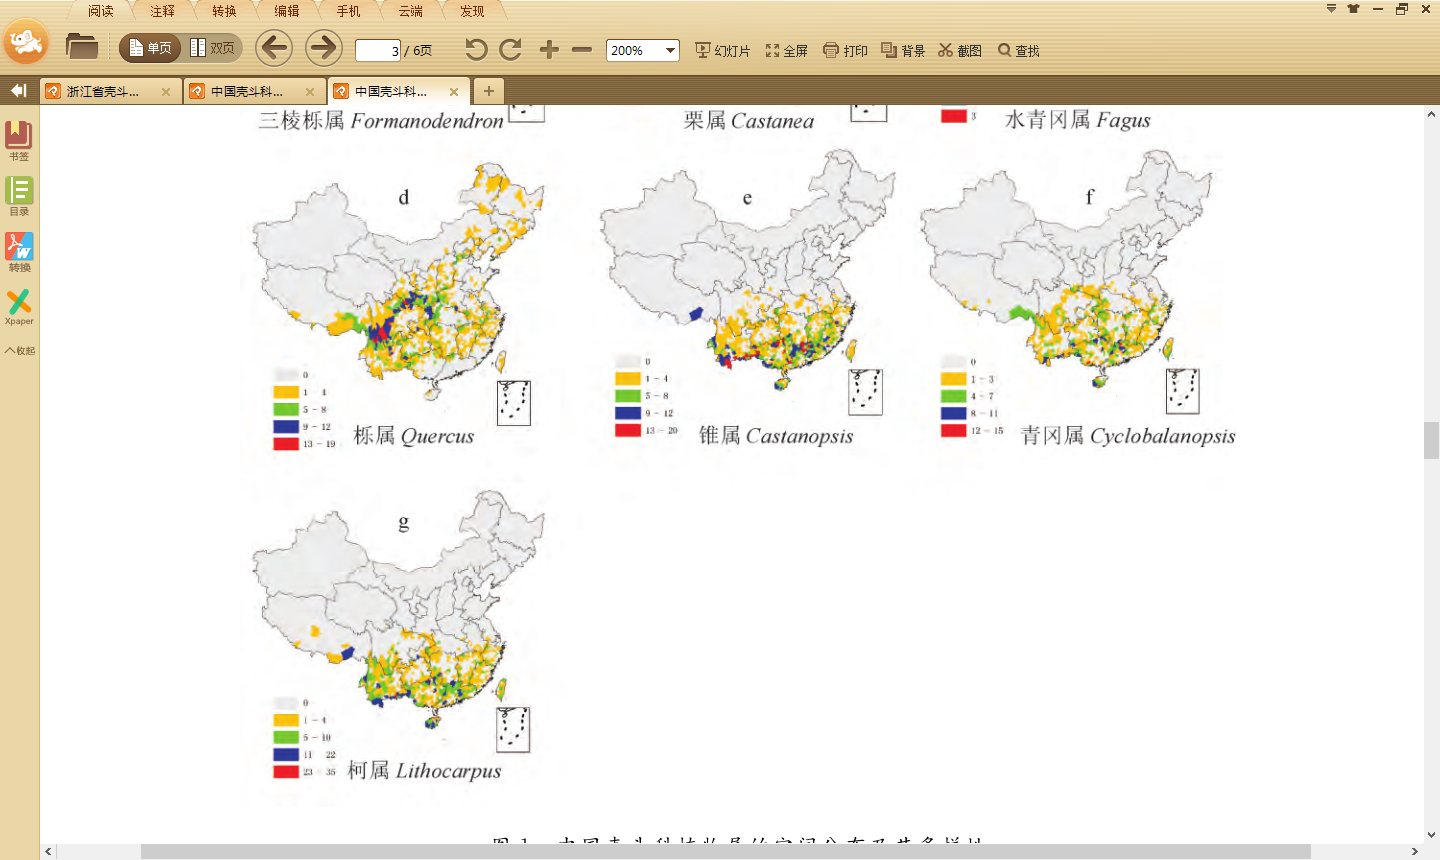 阅读 注释 转换 编辑 手机 云端 发现
单页 双页 3 / 6页 200% 幻灯片 全屏 打印 背景 截图 查找
浙江省壳斗... 中国壳斗科... 中国壳斗科...
书签
目录
转换
Xpaper
收起
三棱栎属 Formanodendron 栗属 Castanea 3 水青冈属 Fagus
d e f
0 0 0
1 - 4 1 - 4 1 - 3
5 - 8 5 - 8 4 - 7
9 - 12 9 - 12 8 - 11
13 - 19 13 - 20 12 - 15
栎属 Quercus 锥属 Castanopsis 青冈属 Cyclobalanopsis
g
0
1 - 4
5 - 10
11 22
23 - 35
柯属 Lithocarpus